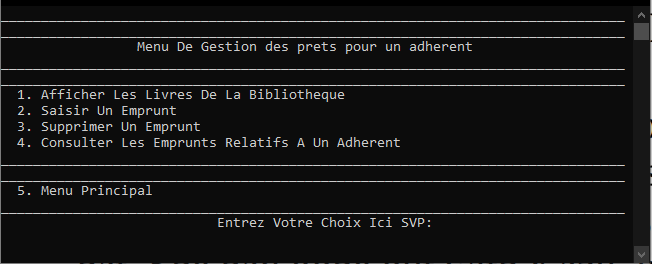 Menu De Gestion des prets pour un adherent
1. Afficher Les Livres De La Bibliotheque
2. Saisir Un Emprunt
3. Supprimer Un Emprunt
4. Consulter Les Emprunts Relatifs A Un Adherent
5. Menu Principal
Entrez Votre Choix Ici SVP: